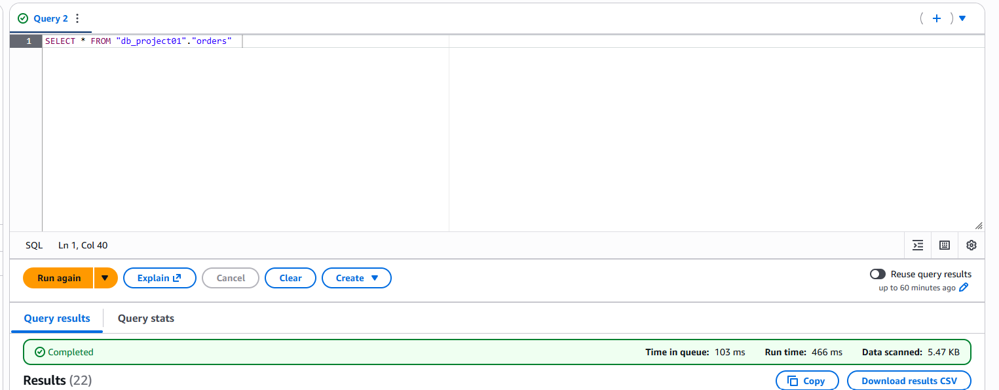 Query 2
1 SELECT * FROM "db_project01"."orders"
SQL Ln 1, Col 40
Run again Explain Cancel Clear Create Reuse query results
up to 60 minutes ago
Query results Query stats
Completed Time in queue: 103 ms Run time: 466 ms Data scanned: 5.47 KB
Results (22) Copy Download results CSV